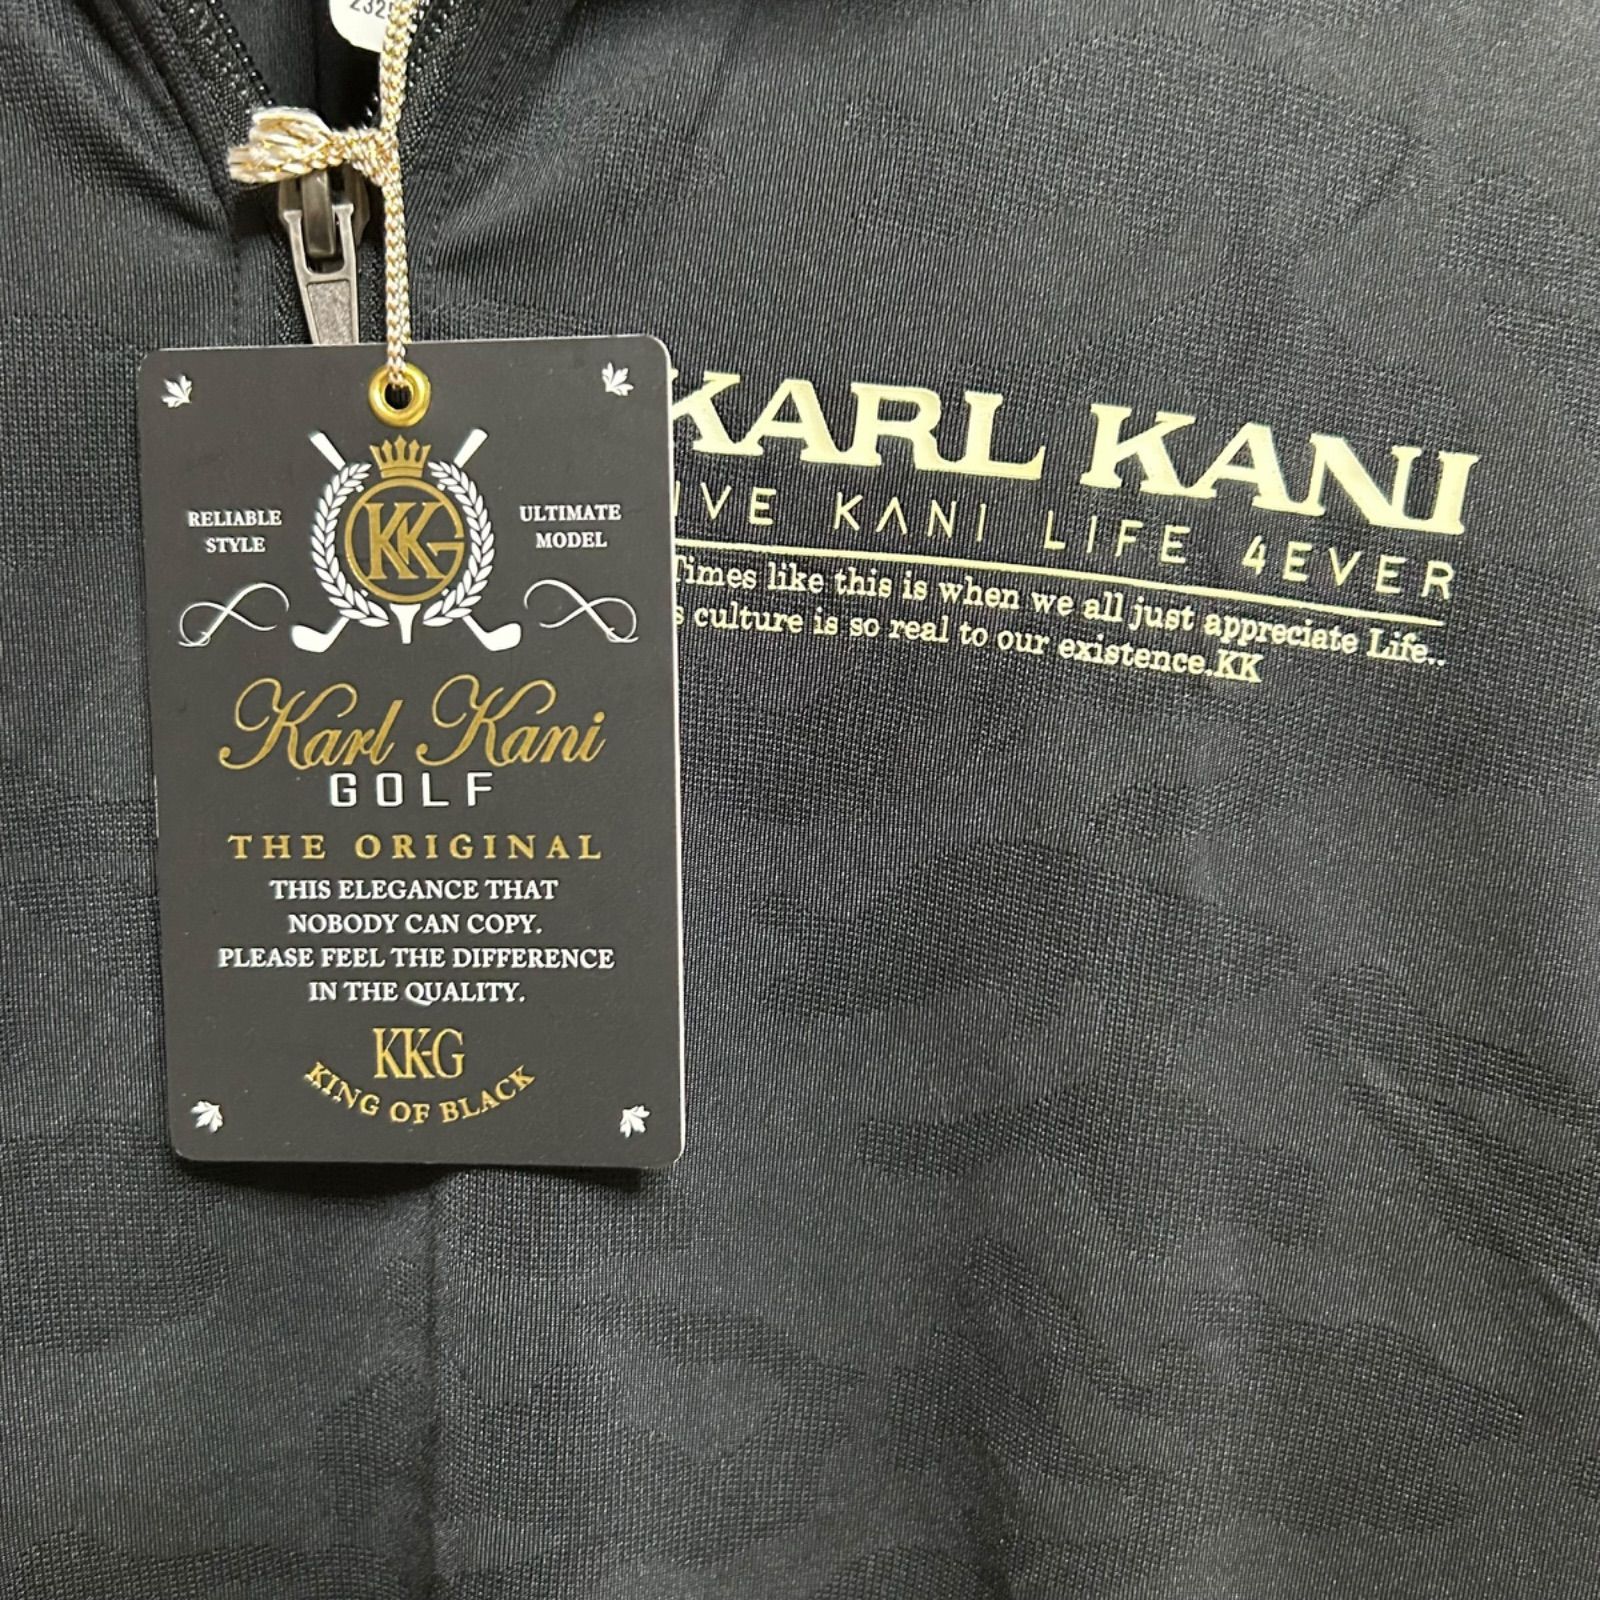 KARL KANI
IVE KANI LIFE 4EVER
Times like this is when we all just appreciate Life..
culture is so real to our existence.KK
RELIABLE
STYLE
KKG
ULTIMATE
MODEL
Karl Kani
GOLF
THE ORIGINAL
THIS ELEGANCE THAT
NOBODY CAN COPY.
PLEASE FEEL THE DIFFERENCE
IN THE QUALITY.
KK-G
KING OF BLACK